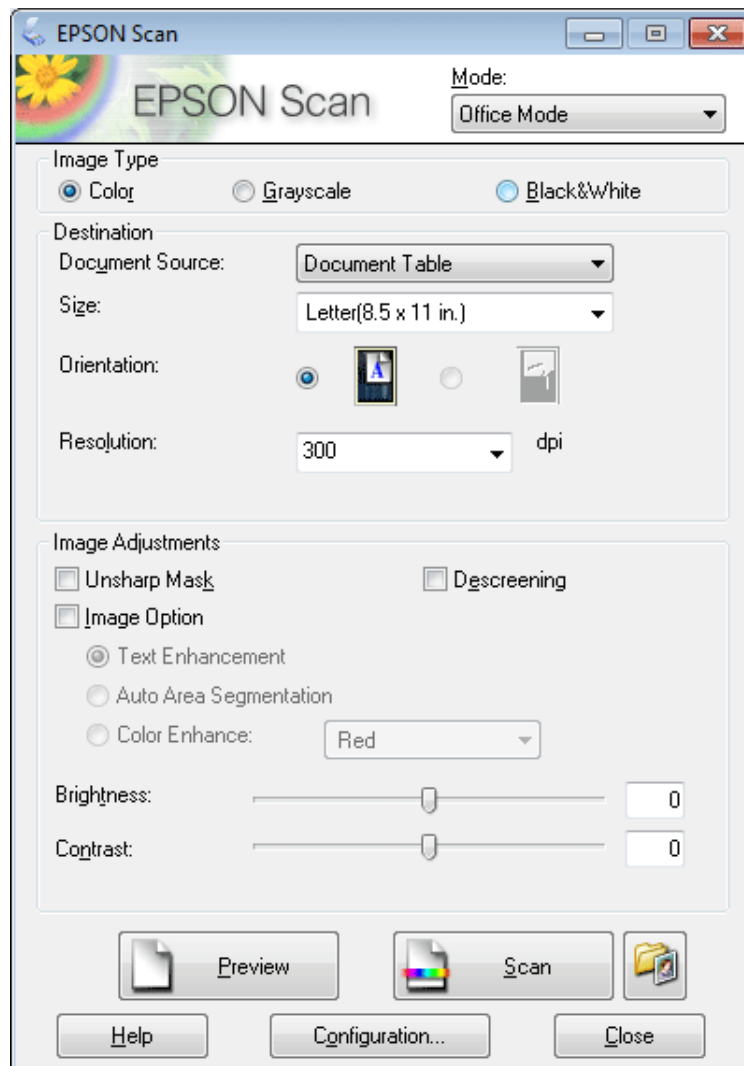 EPSON Scan
EPSON Scan
Mode:
Office Mode
Image Type
Color
Grayscale
Black&White
Destination
Document Source:
Document Table
Size:
Letter(8.5 x 11 in.)
Orientation:
A
Resolution:
300
dpi
Image Adjustments
Unsharp Mask
Descreening
Image Option
Text Enhancement
Auto Area Segmentation
Color Enhance:
Red
Brightness:
0
Contrast:
0
Preview
Scan
Help
Configuration...
Close